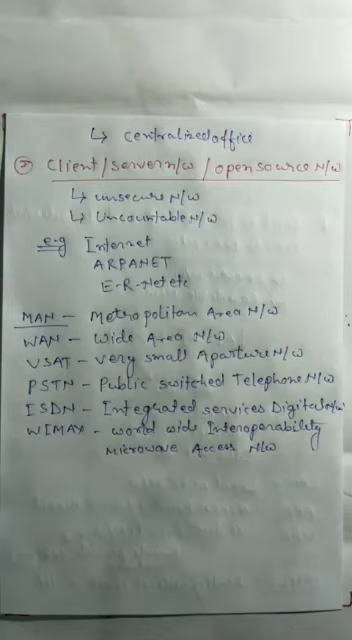 ↳ centralized office
② Client/server n/w / open source N/w
↳ unsecure N/w
↳ Uncountable N/w
e.g Internet
ARPANET
E-R-Net etc
MAN - Metropolitan Area N/w
WAN - Wide Area N/w
VSAT - very small Aparture N/w
PSTN - Public switched Telephone N/w
ISDN - Integrated services Digital n/w
WIMAX - world wide Interoperability
Microwave Access N/w